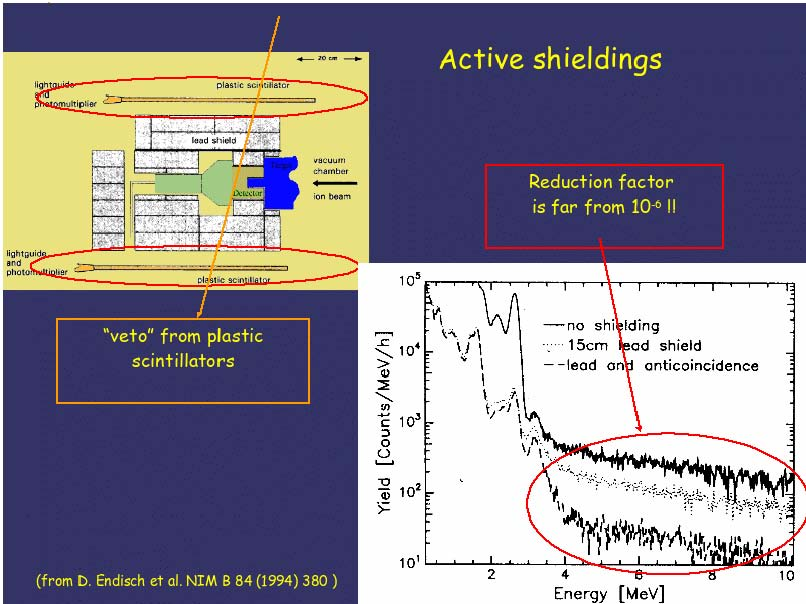 Active shieldings
20 cm
lightguide
and
photomultiplier
plastic scintillator
lead shield
Target
vacuum
chamber
Detector
ion beam
lightguide
and
photomultiplier
plastic scintillator
Reduction factor
is far from 10⁻⁶ !!
"veto" from plastic
scintillators
10⁵
10⁴
10³
10²
10¹
Yield [Counts/MeV/h]
no shielding
15cm lead shield
lead and anticoincidence
2 4 6 8 10
Energy [MeV]
(from D. Endisch et al. NIM B 84 (1994) 380 )